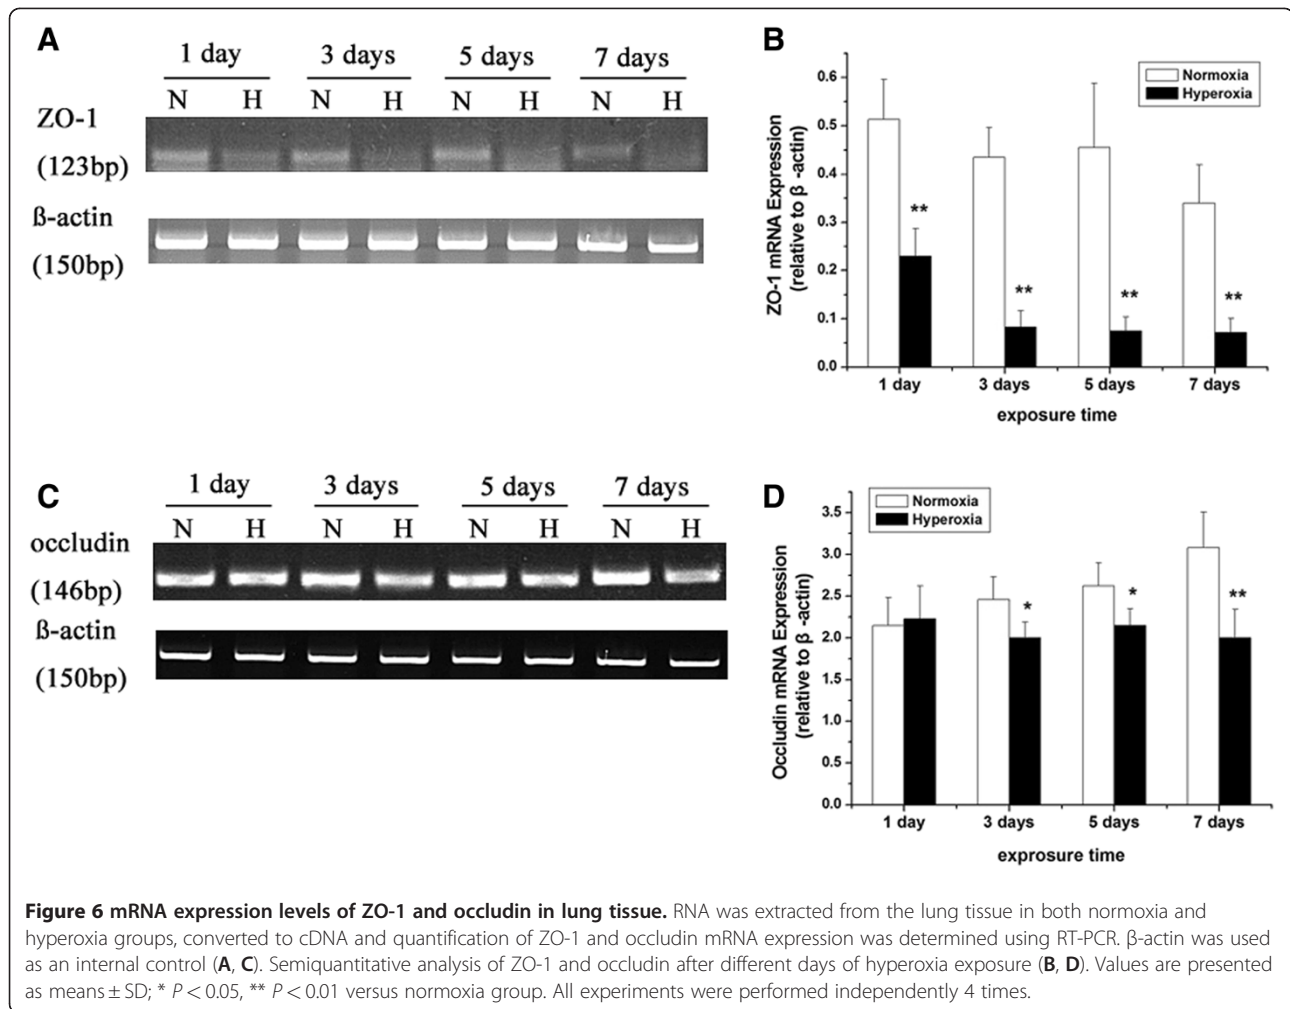 A
1 day 3 days 5 days 7 days
N H N H N H N H
ZO-1
(123bp)
ß-actin
(150bp)
B
Normoxia
Hyperoxia
ZO-1 mRNA Expression
(relative to β -actin)
0.6
0.5
0.4
0.3
0.2
0.1
0.0
** ** ** **
1 day 3 days 5 days 7 days
exposure time
C
1 day 3 days 5 days 7 days
N H N H N H N H
occludin
(146bp)
ß-actin
(150bp)
D
Normoxia
Hyperoxia
Occludin mRNA Expression
(relative to β -actin)
3.5
3.0
2.5
2.0
1.5
1.0
0.5
0.0
* * **
1 day 3 days 5 days 7 days
exprosure time
Figure 6 mRNA expression levels of ZO-1 and occludin in lung tissue. RNA was extracted from the lung tissue in both normoxia and
hyperoxia groups, converted to cDNA and quantification of ZO-1 and occludin mRNA expression was determined using RT-PCR. β-actin was used
as an internal control (A, C). Semiquantitative analysis of ZO-1 and occludin after different days of hyperoxia exposure (B, D). Values are presented
as means ± SD; * P < 0.05, ** P < 0.01 versus normoxia group. All experiments were performed independently 4 times.